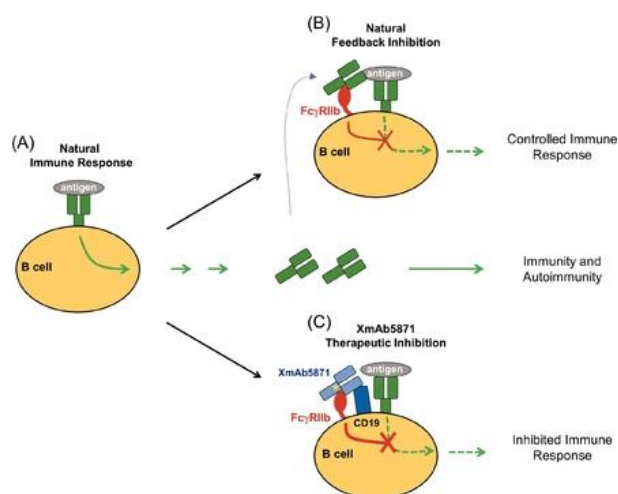 (A)
Natural
Immune Response
antigen
B cell
(B)
Natural
Feedback Inhibition
antigen
FcγRIIb
B cell
Controlled Immune
Response
Immunity and
Autoimmunity
(C)
XmAb5871
Therapeutic Inhibition
XmAb5871
antigen
FcγRIIb
CD19
B cell
Inhibited Immune
Response